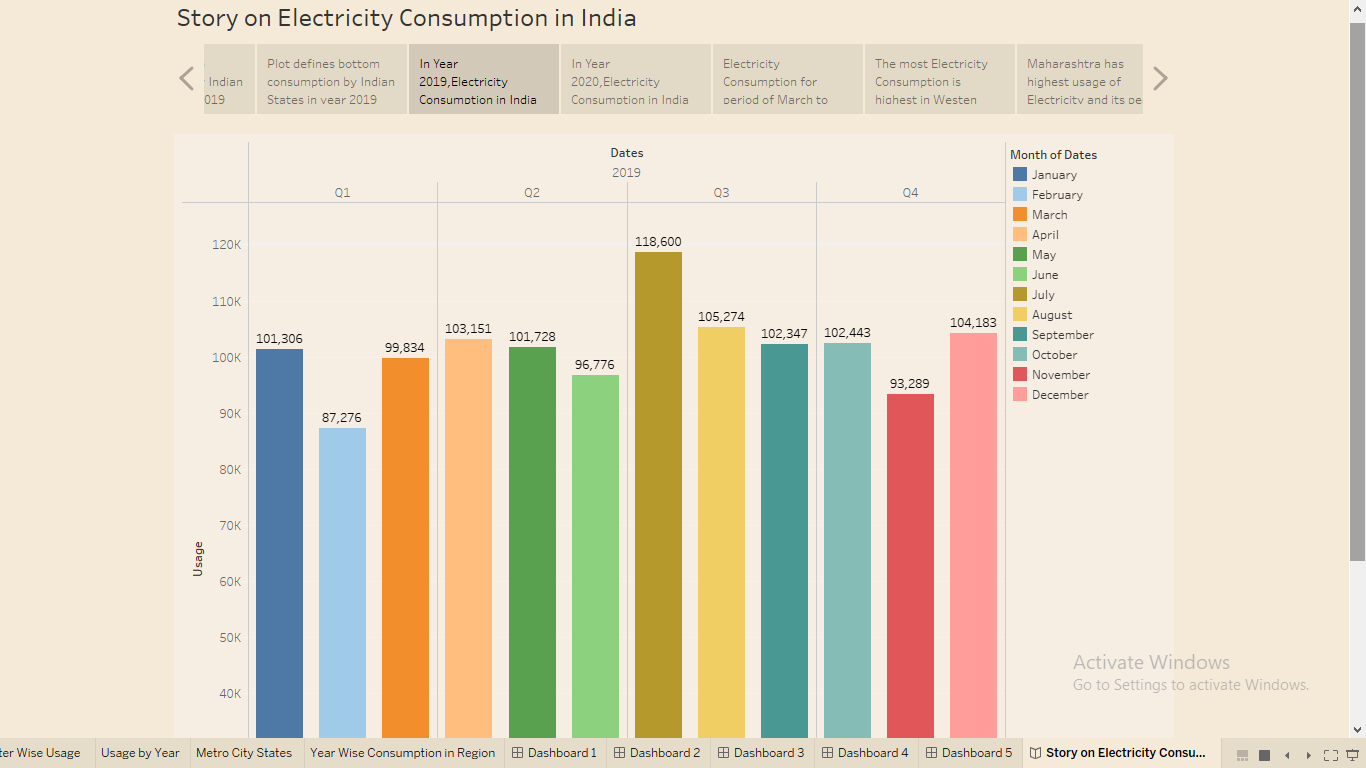 Story on Electricity Consumption in India
Indian
2019
Plot defines bottom
consumption by Indian
States in year 2019
In Year
2019,Electricity
Consumption in India
In Year
2020,Electricity
Consumption in India
Electricity
Consumption for
period of March to
The most Electricity
Consumption is
highest in Westen
Maharashtra has
highest usage of
Electricity and its pe
Dates
2019
Q1 Q2 Q3 Q4
Month of Dates
January
February
March
April
May
June
July
August
September
October
November
December
120K
110K
100K
90K
80K
70K
60K
50K
40K
Usage
101,306
87,276
99,834
103,151
101,728
96,776
118,600
105,274
102,347
102,443
93,289
104,183
Activate Windows
Go to Settings to activate Windows.
ter Wise Usage Usage by Year Metro City States Year Wise Consumption in Region Dashboard 1 Dashboard 2 Dashboard 3 Dashboard 4 Dashboard 5 Story on Electricity Consu...